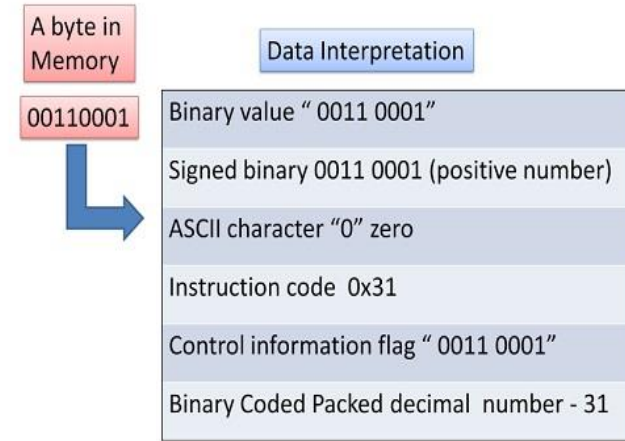 A byte in
Memory
Data Interpretation
00110001
Binary value “ 0011 0001”
Signed binary 0011 0001 (positive number)
ASCII character “0” zero
Instruction code 0x31
Control information flag “ 0011 0001”
Binary Coded Packed decimal number - 31